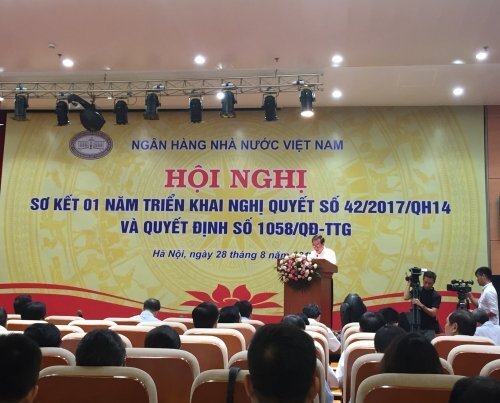 NGÂN HÀNG NHÀ NƯỚC VIỆT NAM
HỘI NGHỊ
SƠ KẾT 01 NĂM TRIỂN KHAI NGHỊ QUYẾT SỐ 42/2017/QH14
VÀ QUYẾT ĐỊNH SỐ 1058/QĐ-TTG
Hà Nội, ngày 28 tháng 8 năm